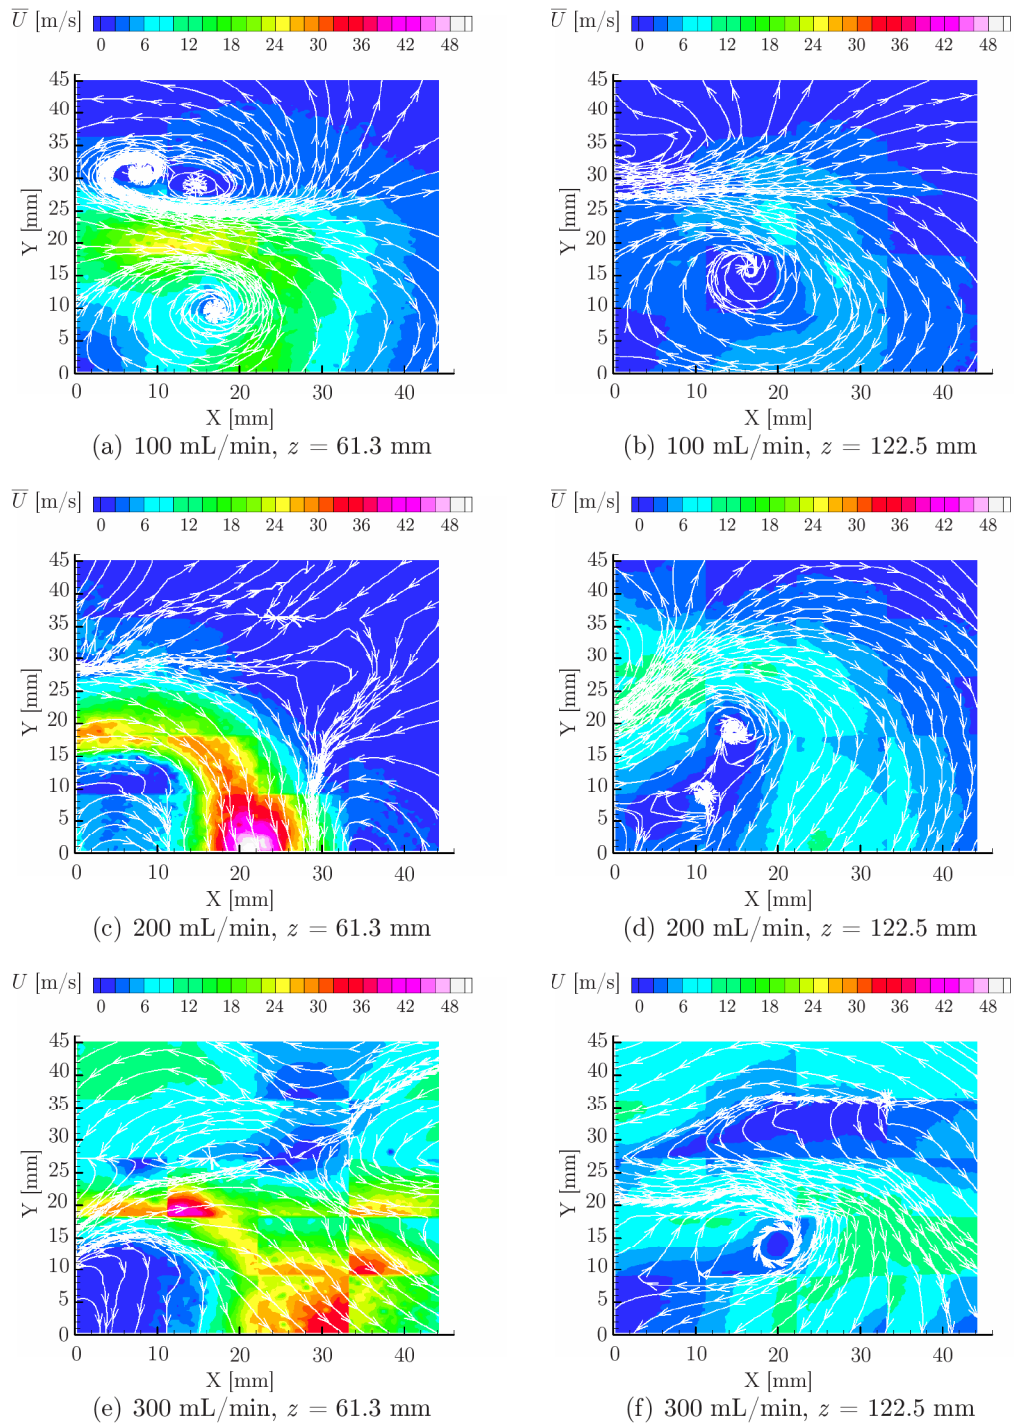 U̅ [m/s] 0 6 12 18 24 30 36 42 48
U̅ [m/s] 0 6 12 18 24 30 36 42 48
45
40
35
30
25
20
15
10
5
0
Y [mm]
0 10 20 30 40
X [mm]
(a) 100 mL/min, z = 61.3 mm
45
40
35
30
25
20
15
10
5
0
Y [mm]
0 10 20 30 40
X [mm]
(b) 100 mL/min, z = 122.5 mm
U̅ [m/s] 0 6 12 18 24 30 36 42 48
U̅ [m/s] 0 6 12 18 24 30 36 42 48
45
40
35
30
25
20
15
10
5
0
Y [mm]
0 10 20 30 40
X [mm]
(c) 200 mL/min, z = 61.3 mm
45
40
35
30
25
20
15
10
5
0
Y [mm]
0 10 20 30 40
X [mm]
(d) 200 mL/min, z = 122.5 mm
U [m/s] 0 6 12 18 24 30 36 42 48
U [m/s] 0 6 12 18 24 30 36 42 48
45
40
35
30
25
20
15
10
5
0
Y [mm]
0 10 20 30 40
X [mm]
(e) 300 mL/min, z = 61.3 mm
45
40
35
30
25
20
15
10
5
0
Y [mm]
0 10 20 30 40
X [mm]
(f) 300 mL/min, z = 122.5 mm